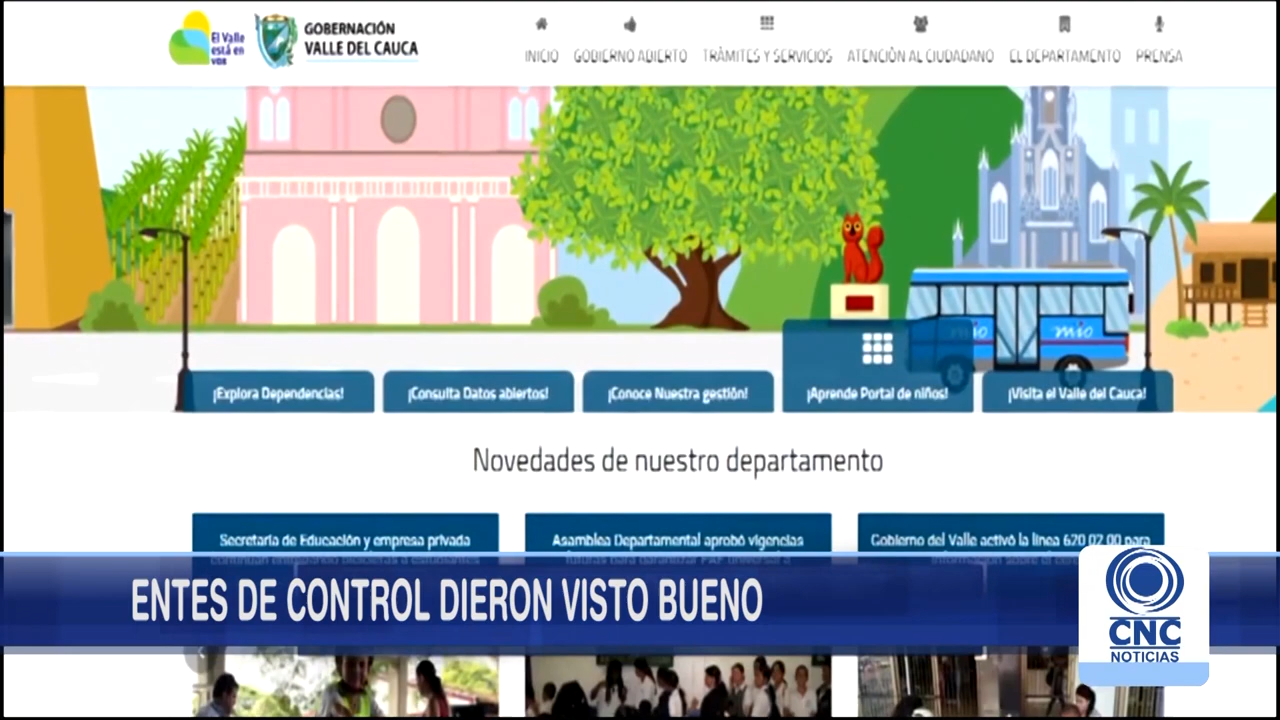 El Valle
está en
vos
GOBERNACIÓN
VALLE DEL CAUCA
INICIO
GOBIERNO ABIERTO
TRÁMITES Y SERVICIOS
ATENCIÓN AL CIUDADANO
EL DEPARTAMENTO
PRENSA
mio
mio
¡Explora Dependencias!
¡Consulta Datos abiertos!
¡Conoce Nuestra gestión!
¡Aprende Portal de niños!
¡Visita el Valle del Cauca!
Novedades de nuestro departamento
Secretaría de Educación y empresa privada
Asamblea Departamental aprobó vigencias
Gobierno del Valle activó la línea 620 02 00 para
ENTES DE CONTROL DIERON VISTO BUENO
CNC
NOTICIAS